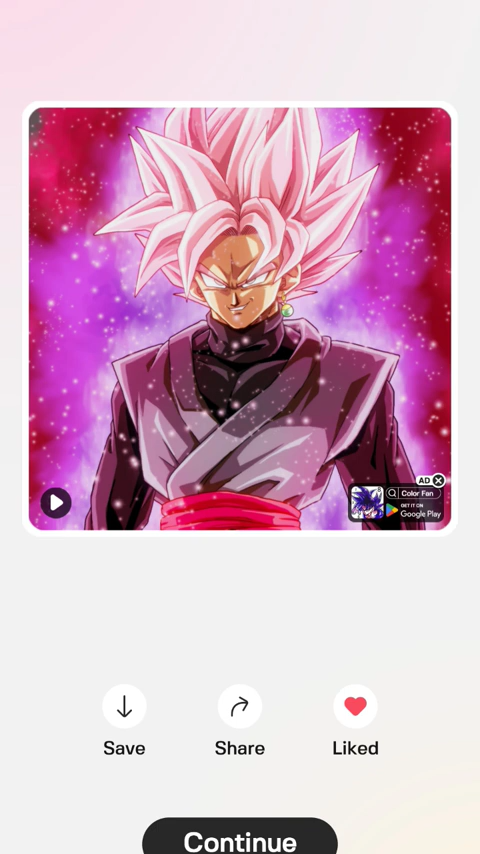 AD
Color Fan
GET IT ON
Google Play
Save
Share
Liked
Continue